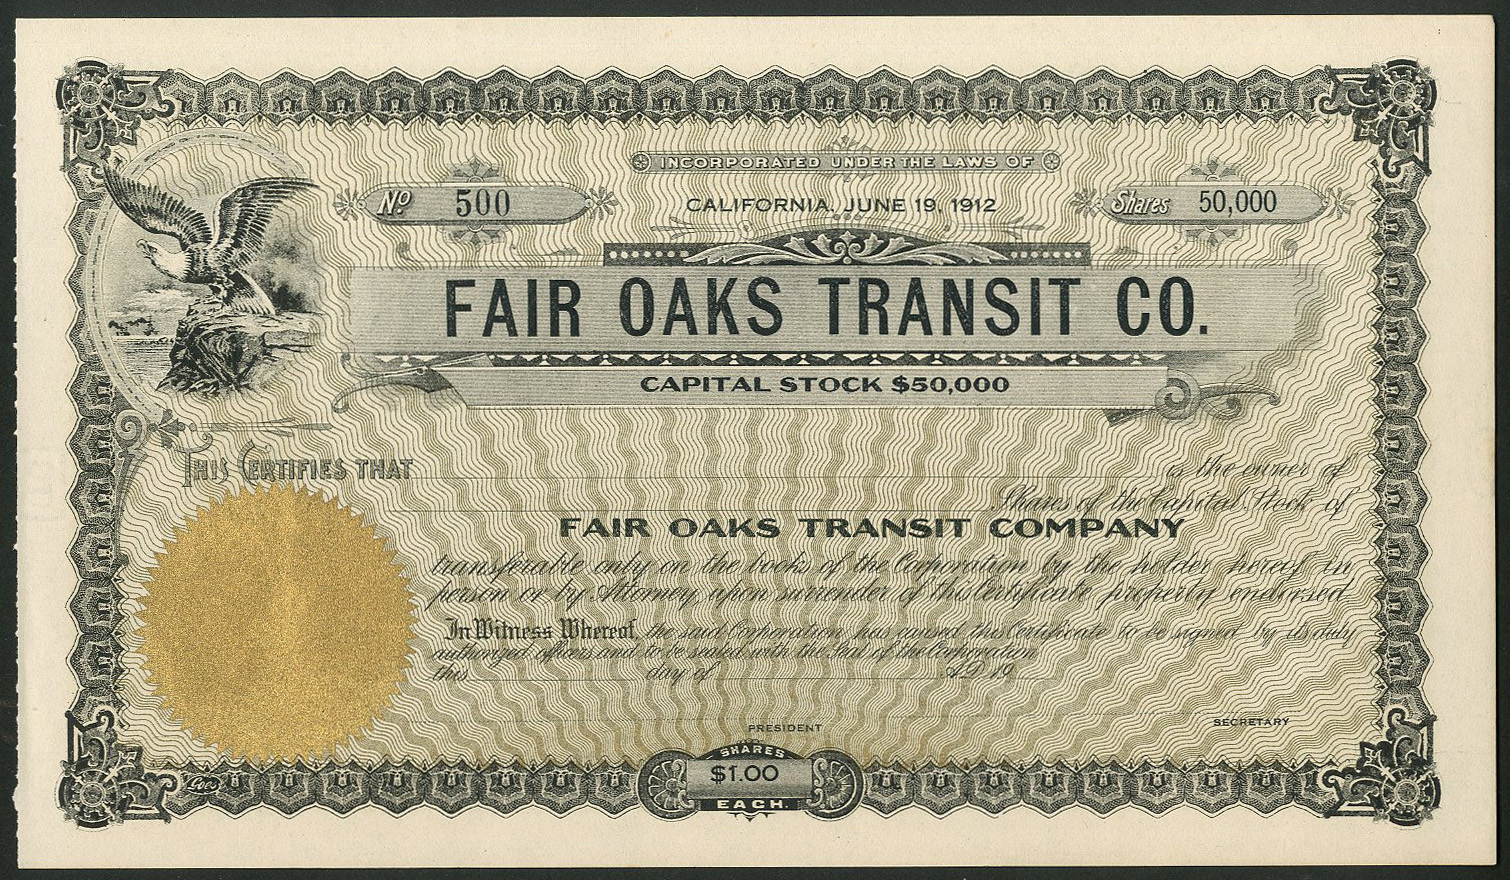 INCORPORATED UNDER THE LAWS OF
No 500
CALIFORNIA, JUNE 19, 1912
Shares 50,000
FAIR OAKS TRANSIT CO.
CAPITAL STOCK $50,000
THIS CERTIFIES THAT is the owner of
Shares of the Capital Stock of
FAIR OAKS TRANSIT COMPANY
transferable only on the books of the Corporation by the holder hereof in
person or by Attorney upon surrender of this Certificate properly endorsed.
In Witness Whereof, the said Corporation has caused this Certificate to be signed by its duly
authorized officers and to be sealed with the Seal of the Corporation
this day of A.D. 19
PRESIDENT
SECRETARY
SHARES
$1.00
EACH.
Goes